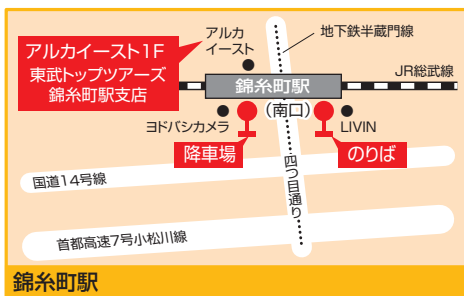 アルカイースト1F
東武トップツアーズ
錦糸町駅支店
アルカ
イースト
地下鉄半蔵門線
JR総武線
錦糸町駅
(南口)
ヨドバシカメラ
LIVIN
降車場
のりば
国道14号線
四つ目通り
首都高速7号小松川線
錦糸町駅